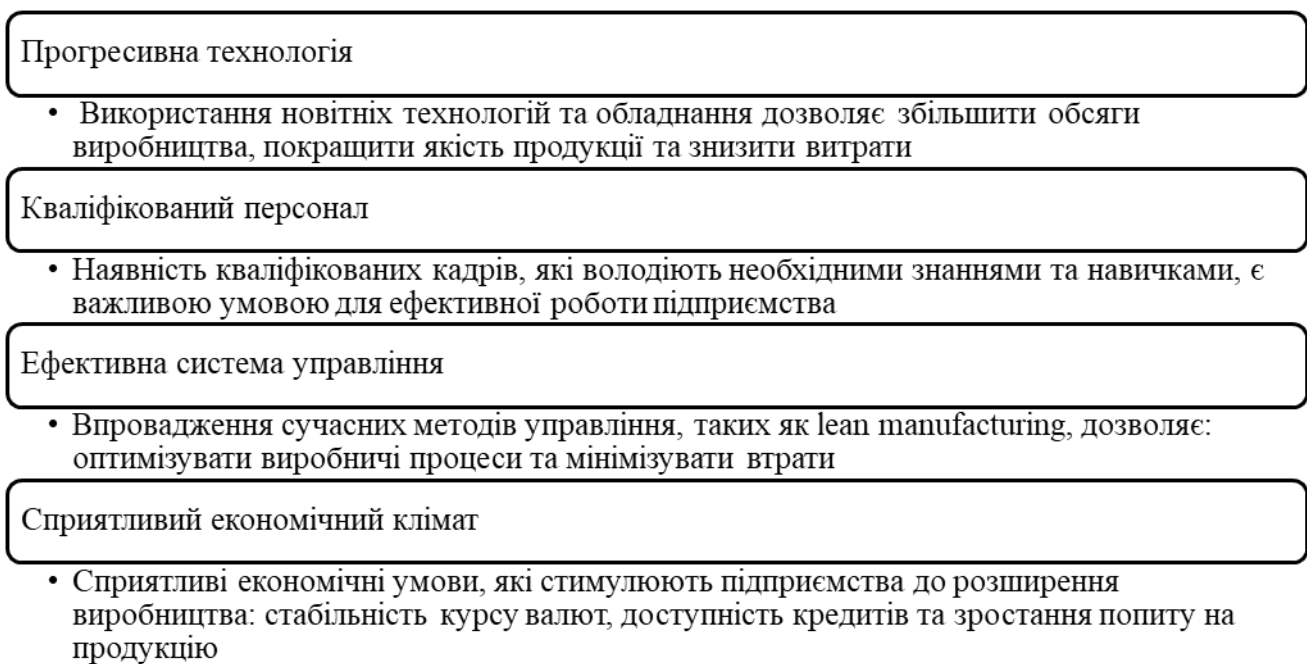 Прогресивна технологія
• Використання новітніх технологій та обладнання дозволяє збільшити обсяги
виробництва, покращити якість продукції та знизити витрати
Кваліфікований персонал
• Наявність кваліфікованих кадрів, які володіють необхідними знаннями та навичками, є
важливою умовою для ефективної роботи підприємства
Ефективна система управління
• Впровадження сучасних методів управління, таких як lean manufacturing, дозволяє:
оптимізувати виробничі процеси та мінімізувати втрати
Сприятливий економічний клімат
• Сприятливі економічні умови, які стимулюють підприємства до розширення
виробництва: стабільність курсу валют, доступність кредитів та зростання попиту на
продукцію